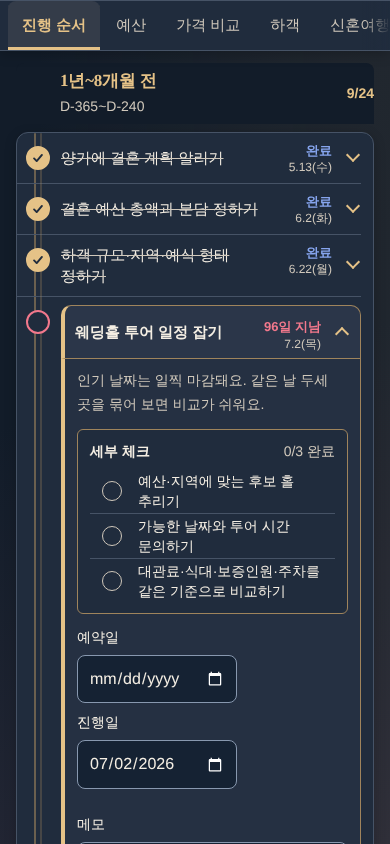 진행 순서 예산 가격 비교 하객 신혼여행
1년~8개월 전
D-365~D-240
9/24
양가에 결혼 계획 알리기
완료
5.13(수)
결혼 예산 총액과 분담 정하기
완료
6.2(화)
하객 규모·지역·예식 형태
정하기
완료
6.22(월)
웨딩홀 투어 일정 잡기
96일 지남
7.2(목)
인기 날짜는 일찍 마감돼요. 같은 날 두세
곳을 묶어 보면 비교가 쉬워요.
세부 체크
0/3 완료
예산·지역에 맞는 후보 홀
추리기
가능한 날짜와 투어 시간
문의하기
대관료·식대·보증인원·주차를
같은 기준으로 비교하기
예약일
mm/dd/yyyy
진행일
07/02/2026
메모